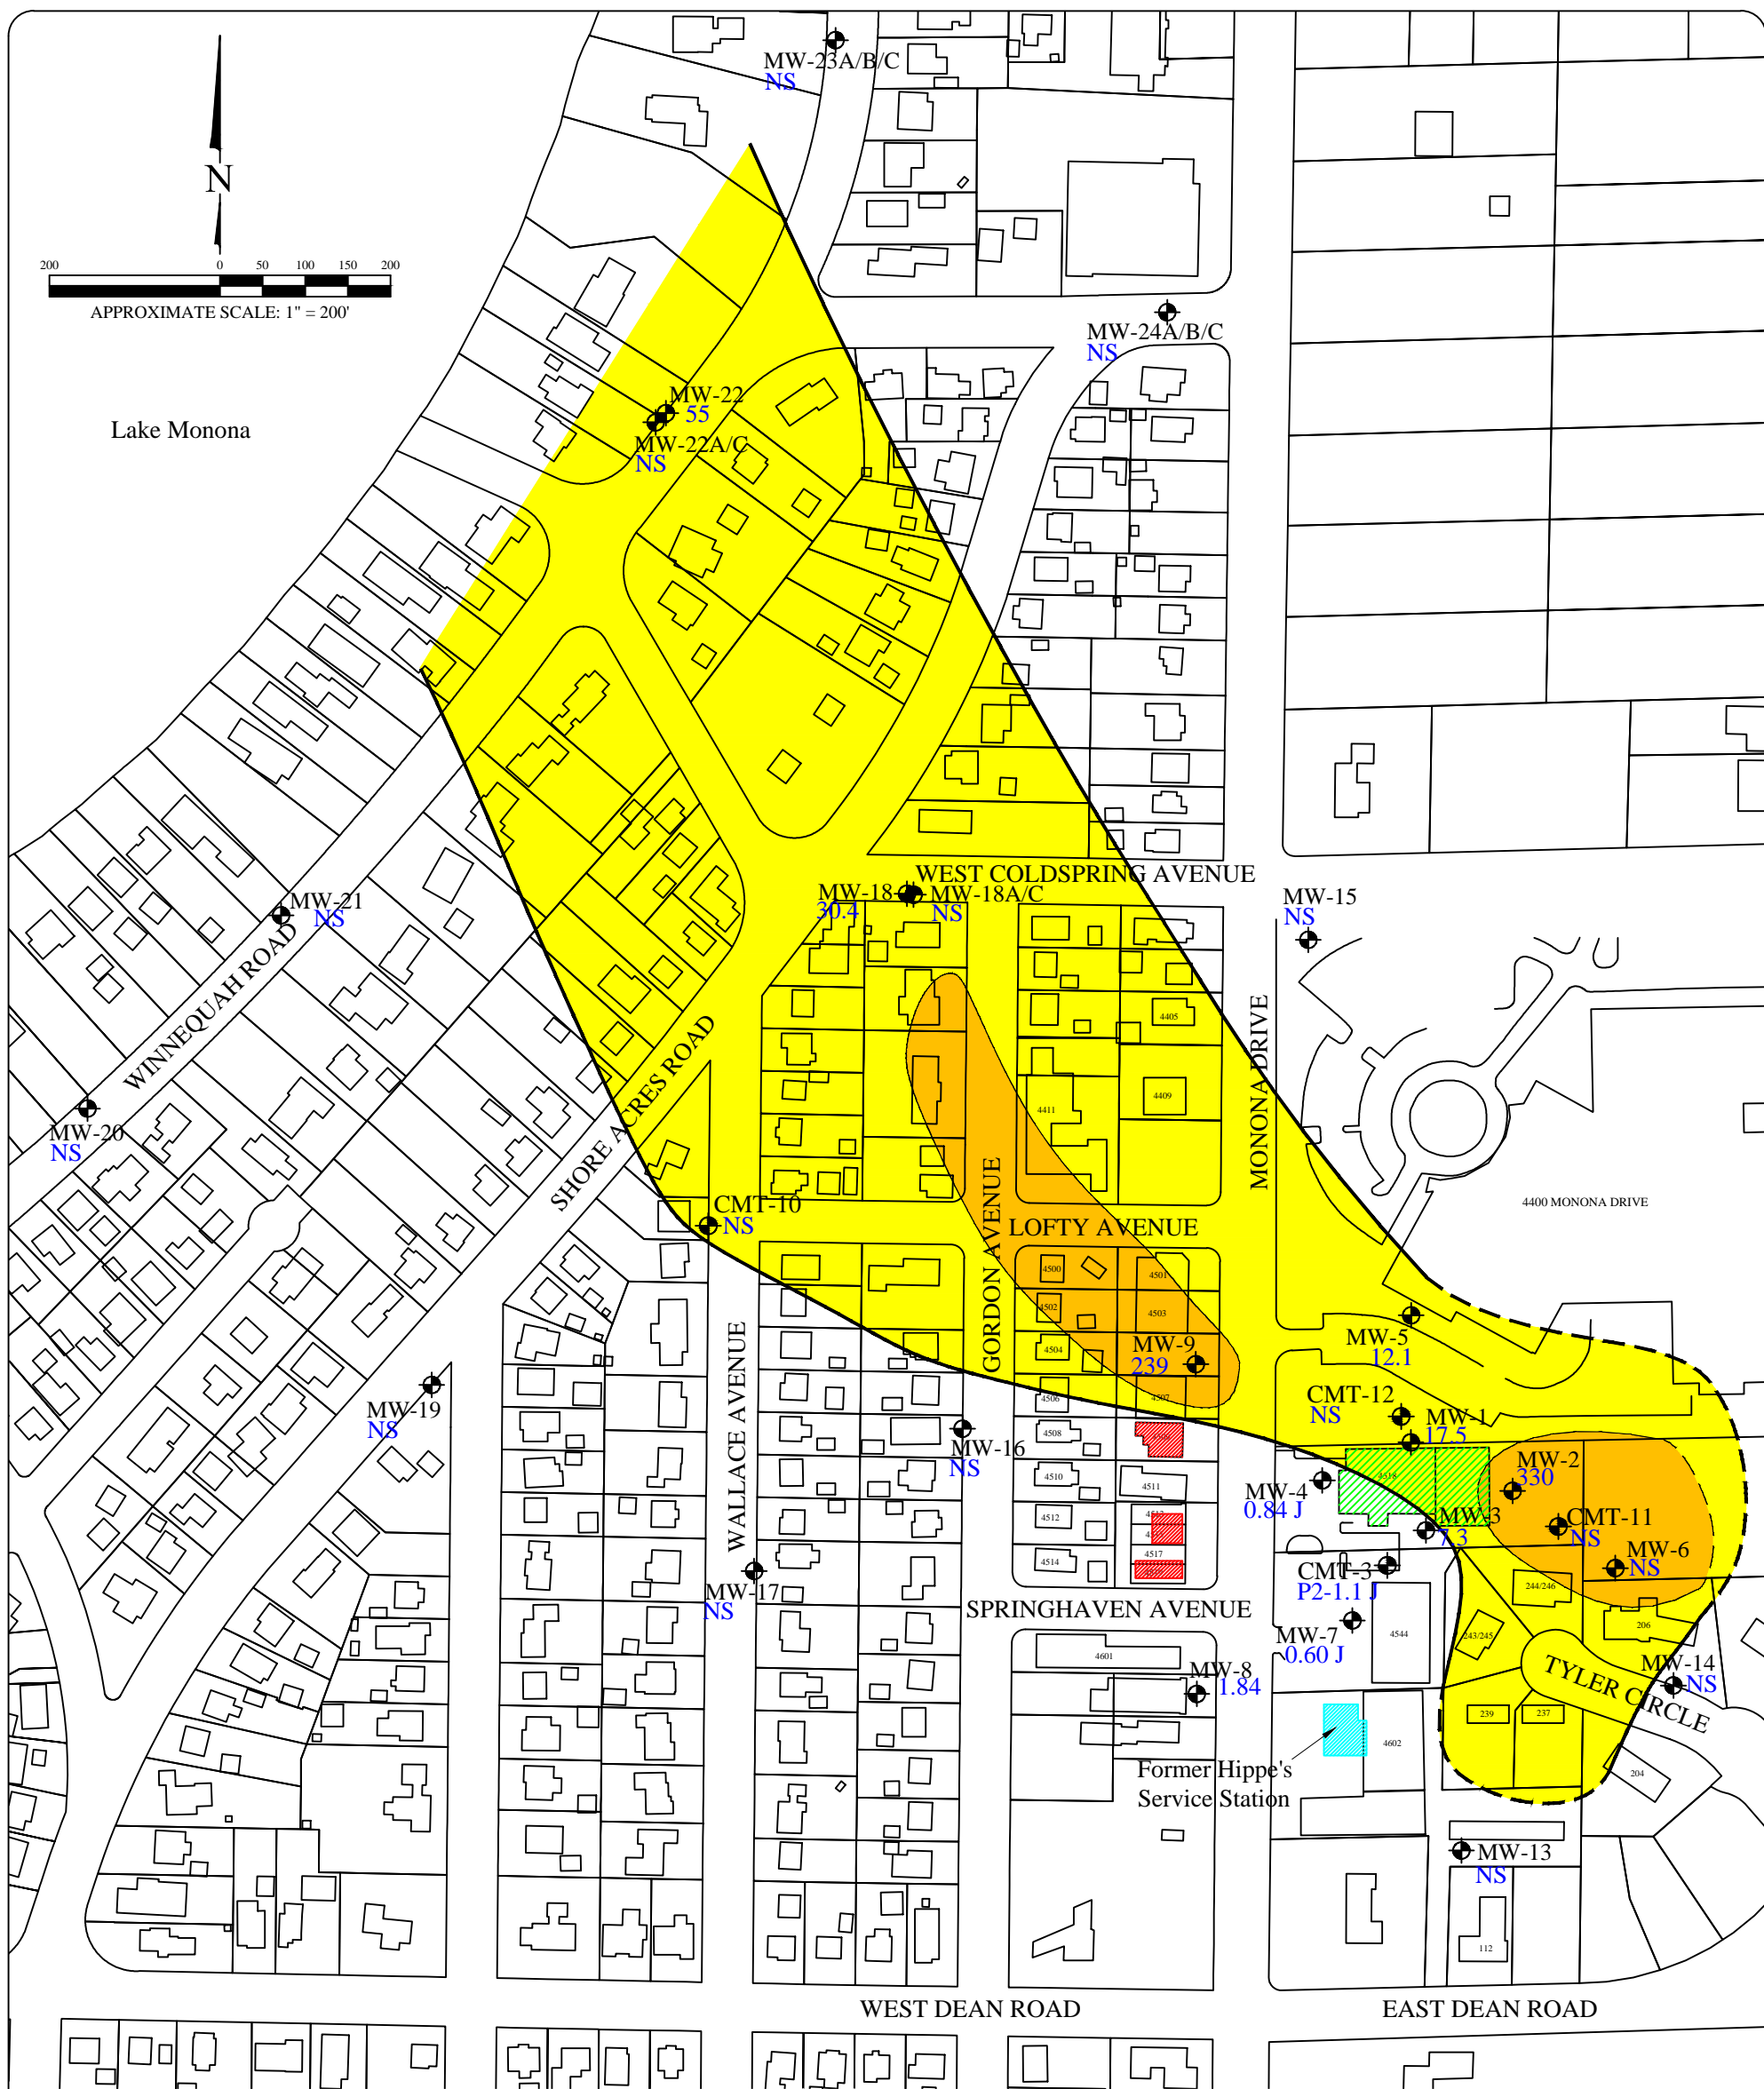 MW-23A/B/C
NS
N
200 0 50 100 150 200
APPROXIMATE SCALE: 1" = 200'
MW-24A/B/C
NS
MW-22
55
Lake Monona
MW-22A/C
NS
WEST COLDSPRING AVENUE
MW-18
30.4
MW-18A/C
NS
MW-15
NS
MW-21
NS
WINNEQUAH ROAD
MONONA DRIVE
4405
SHORE ACRES ROAD
4409
4411
MW-20
NS
4400 MONONA DRIVE
CMT-10
NS
LOFTY AVENUE
GORDON AVENUE
4500
4501
4502
4503
MW-5
12.1
MW-9
239
4504
WALLACE AVENUE
4506
4507
CMT-12
NS
MW-1
17.5
MW-19
NS
4508
MW-16
NS
MW-2
330
4518
4510
4511
MW-4
0.84 J
MW-3
7.3
CMT-11
NS
4512
4514
4517
CMT-3
P2-1.1 J
MW-6
NS
MW-17
NS
244/246
SPRINGHAVEN AVENUE
206
MW-7
0.60 J
4544
243/245
4601
MW-8
1.84
TYLER CIRCLE
MW-14
NS
239
237
4602
Former Hippe's
Service Station
204
MW-13
NS
112
WEST DEAN ROAD
EAST DEAN ROAD